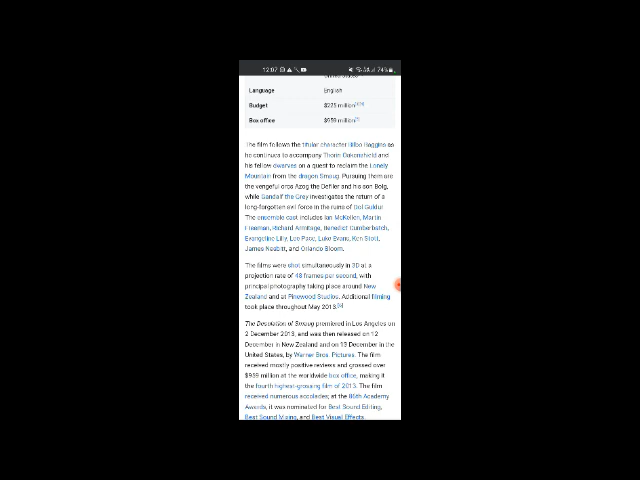 12:07
74%
United States
Language English
Budget $225 million
Box office $959 million
The film follows the titular character Bilbo Baggins as
he continues to accompany Thorin Oakenshield and
his fellow dwarves on a quest to reclaim the Lonely
Mountain from the dragon Smaug. Pursuing them are
the vengeful orcs Azog the Defiler and his son Bolg,
while Gandalf the Grey investigates the return of a
long-forgotten evil force in the ruins of Dol Guldur.
The ensemble cast includes Ian McKellen, Martin
Freeman, Richard Armitage, Benedict Cumberbatch,
Evangeline Lilly, Lee Pace, Luke Evans, Ken Stott,
James Nesbitt, and Orlando Bloom.
The films were shot simultaneously in 3D at a
projection rate of 48 frames per second, with
principal photography taking place around New
Zealand and at Pinewood Studios. Additional filming
took place throughout May 2013.
The Desolation of Smaug premiered in Los Angeles on
2 December 2013, and was then released on 12
December in New Zealand and on 13 December in the
United States, by Warner Bros. Pictures. The film
received mostly positive reviews and grossed over
$959 million at the worldwide box office, making it
the fourth highest-grossing film of 2013. The film
received numerous accolades; at the 86th Academy
Awards, it was nominated for Best Sound Editing,
Best Sound Mixing, and Best Visual Effects.